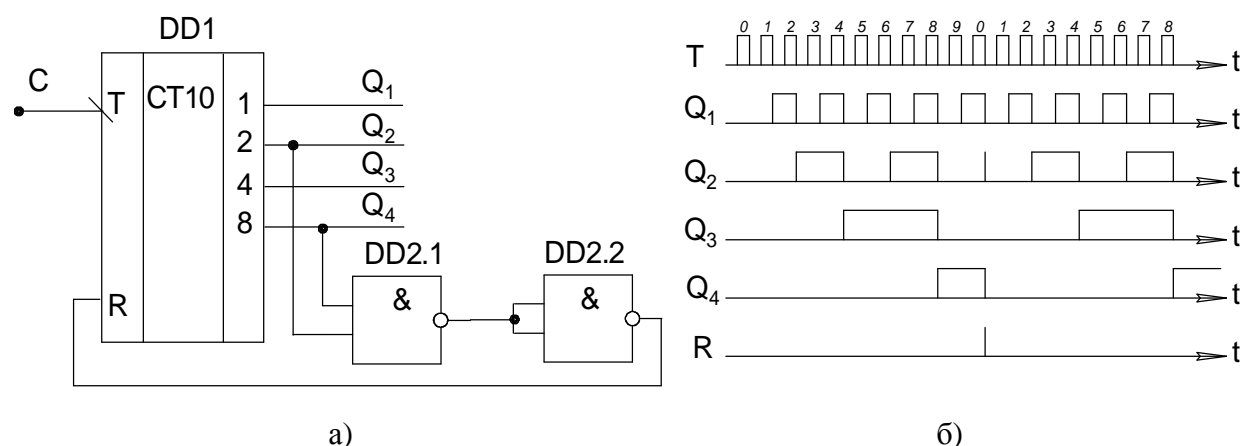 DD1
C
T
CT10
1
2
4
8
R
Q1
Q2
Q3
Q4
DD2.1
&
DD2.2
&
а)
0 1 2 3 4 5 6 7 8 9 0 1 2 3 4 5 6 7 8
T t
Q1 t
Q2 t
Q3 t
Q4 t
R t
б)